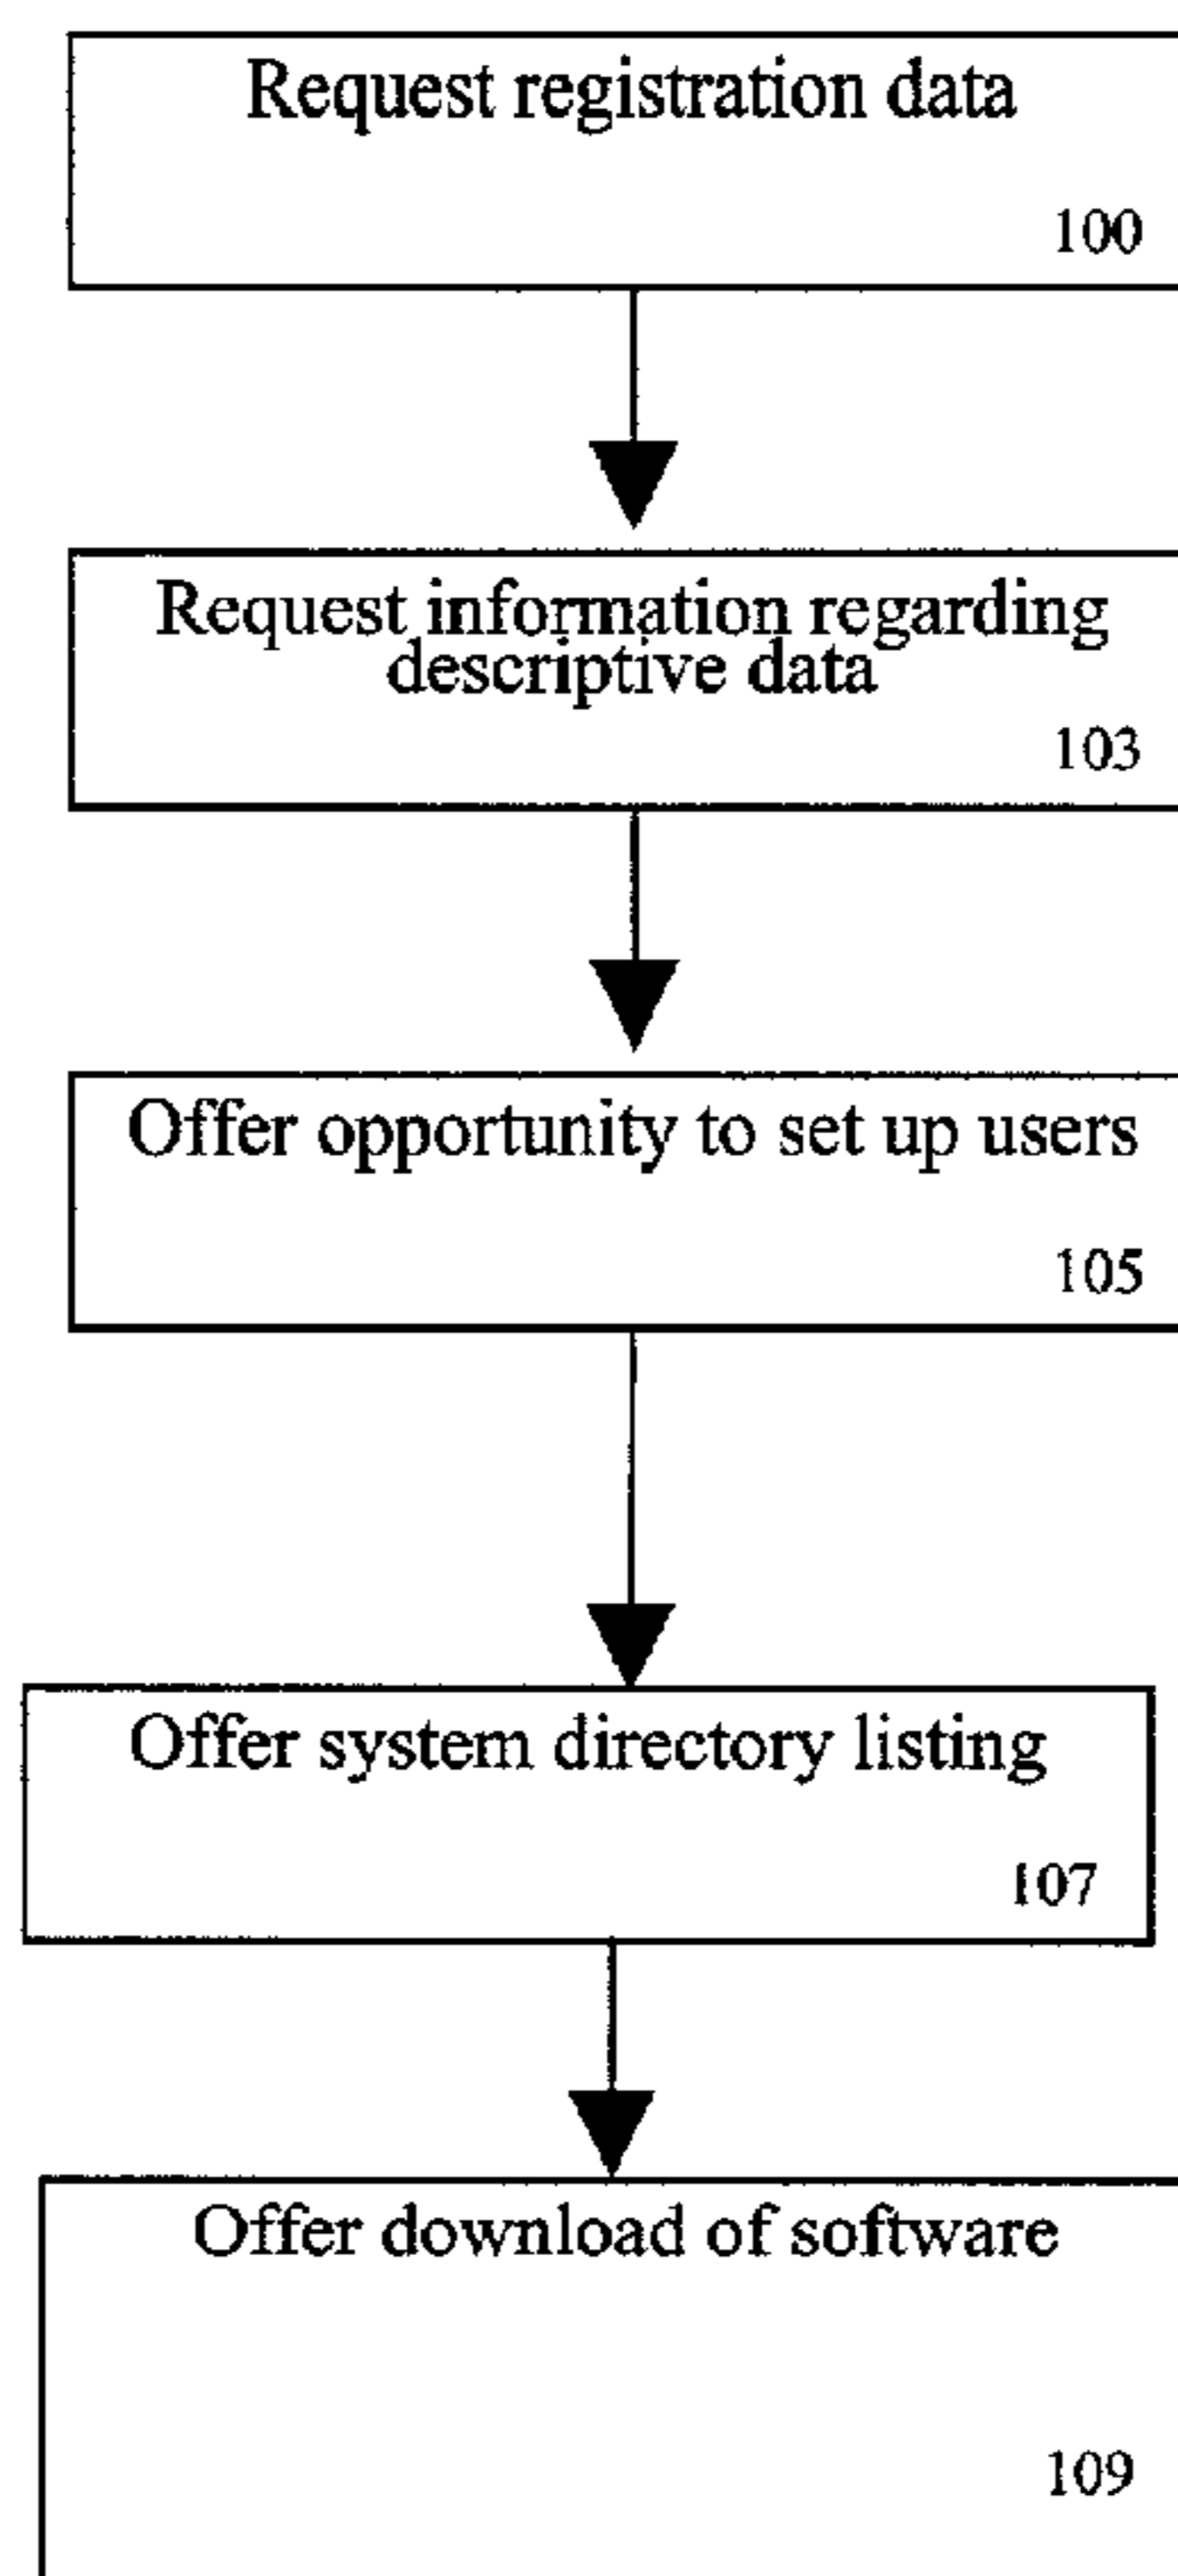 Request registration data
100
Request information regarding
descriptive data
103
Offer opportunity to set up users
105
Offer system directory listing
107
Offer download of software
109